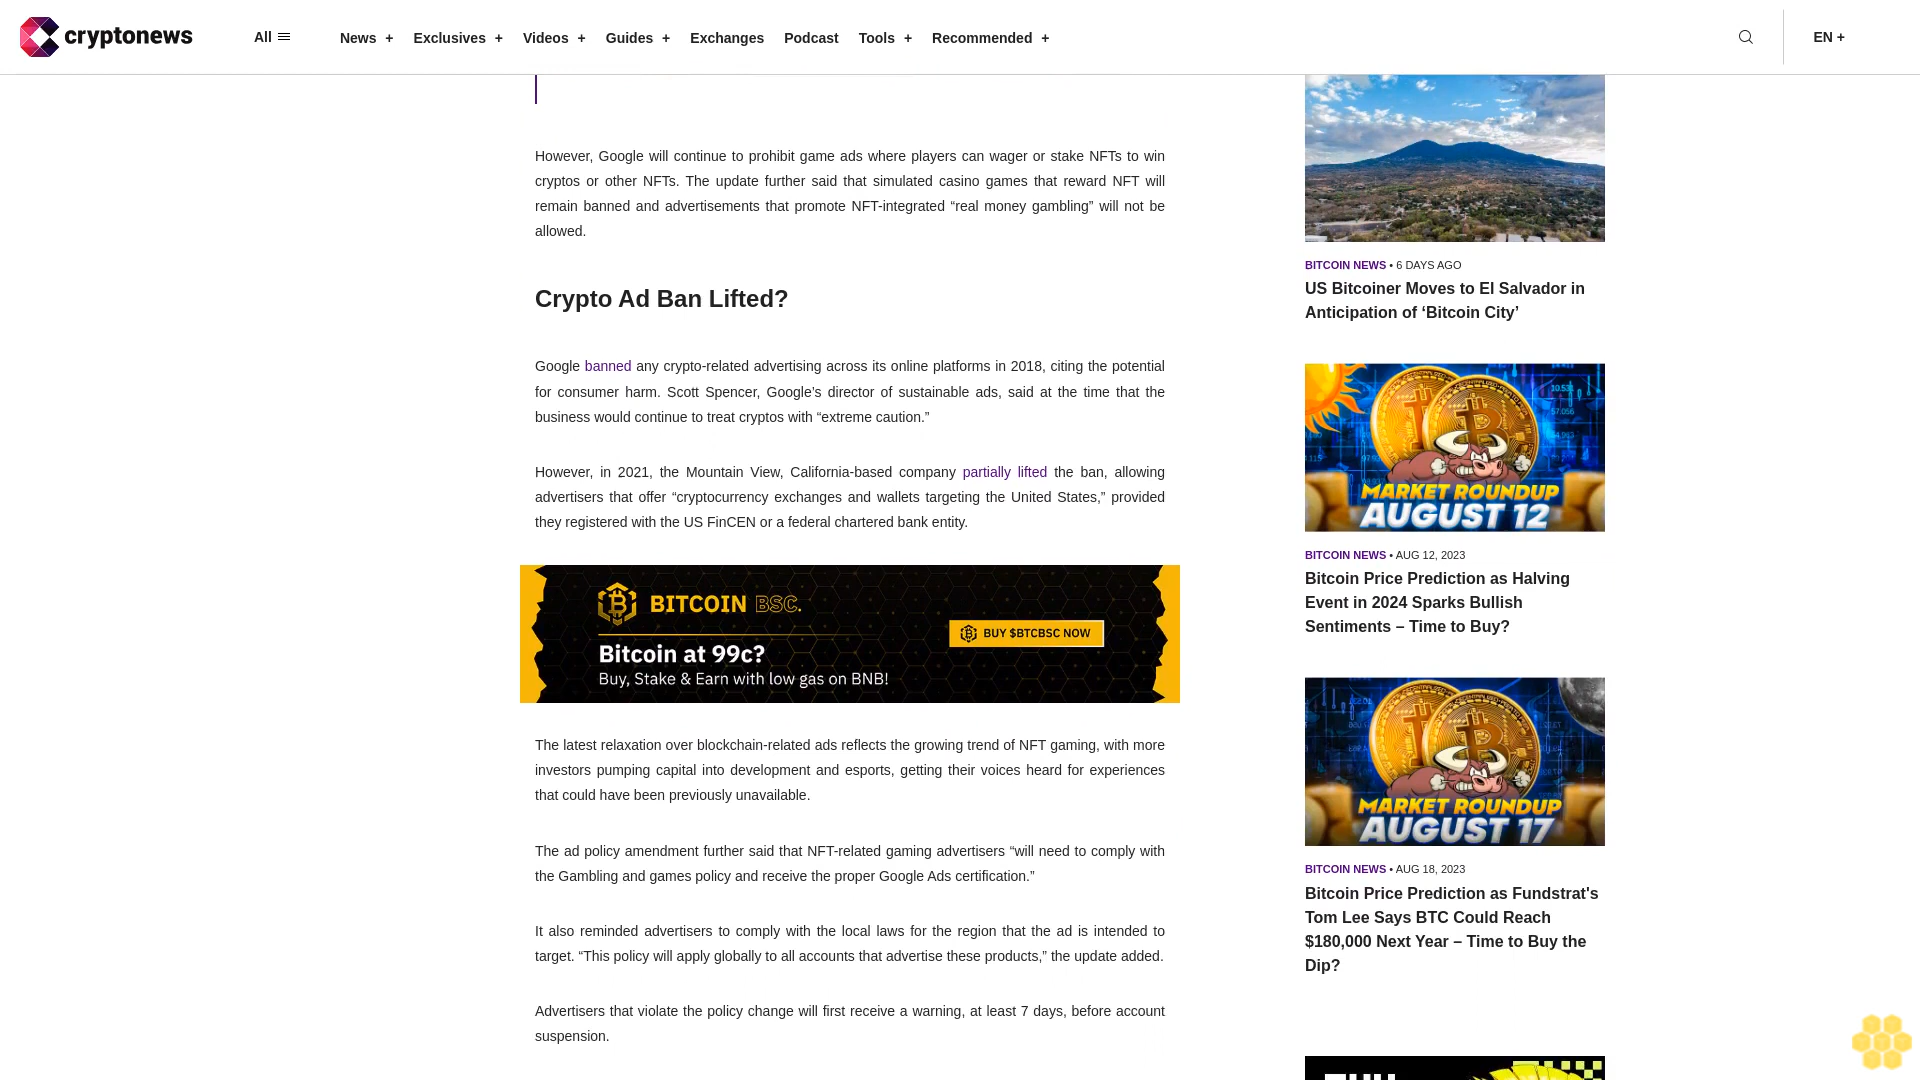 cryptonews
All
News +
Exclusives +
Videos +
Guides +
Exchanges
Podcast
Tools +
Recommended +
EN +
However, Google will continue to prohibit game ads where players can wager or stake NFTs to win
cryptos or other NFTs. The update further said that simulated casino games that reward NFT will
remain banned and advertisements that promote NFT-integrated “real money gambling” will not be
allowed.
Crypto Ad Ban Lifted?
Google banned any crypto-related advertising across its online platforms in 2018, citing the potential
for consumer harm. Scott Spencer, Google’s director of sustainable ads, said at the time that the
business would continue to treat cryptos with “extreme caution.”
However, in 2021, the Mountain View, California-based company partially lifted the ban, allowing
advertisers that offer “cryptocurrency exchanges and wallets targeting the United States,” provided
they registered with the US FinCEN or a federal chartered bank entity.
BITCOIN BSC.
Bitcoin at 99c?
Buy, Stake & Earn with low gas on BNB!
BUY $BTCBSC NOW
The latest relaxation over blockchain-related ads reflects the growing trend of NFT gaming, with more
investors pumping capital into development and esports, getting their voices heard for experiences
that could have been previously unavailable.
The ad policy amendment further said that NFT-related gaming advertisers “will need to comply with
the Gambling and games policy and receive the proper Google Ads certification.”
It also reminded advertisers to comply with the local laws for the region that the ad is intended to
target. “This policy will apply globally to all accounts that advertise these products,” the update added.
Advertisers that violate the policy change will first receive a warning, at least 7 days, before account
suspension.
BITCOIN NEWS • 6 DAYS AGO
US Bitcoiner Moves to El Salvador in
Anticipation of ‘Bitcoin City’
MARKET ROUNDUP
AUGUST 12
BITCOIN NEWS • AUG 12, 2023
Bitcoin Price Prediction as Halving
Event in 2024 Sparks Bullish
Sentiments – Time to Buy?
MARKET ROUNDUP
AUGUST 17
BITCOIN NEWS • AUG 18, 2023
Bitcoin Price Prediction as Fundstrat's
Tom Lee Says BTC Could Reach
$180,000 Next Year – Time to Buy the
Dip?